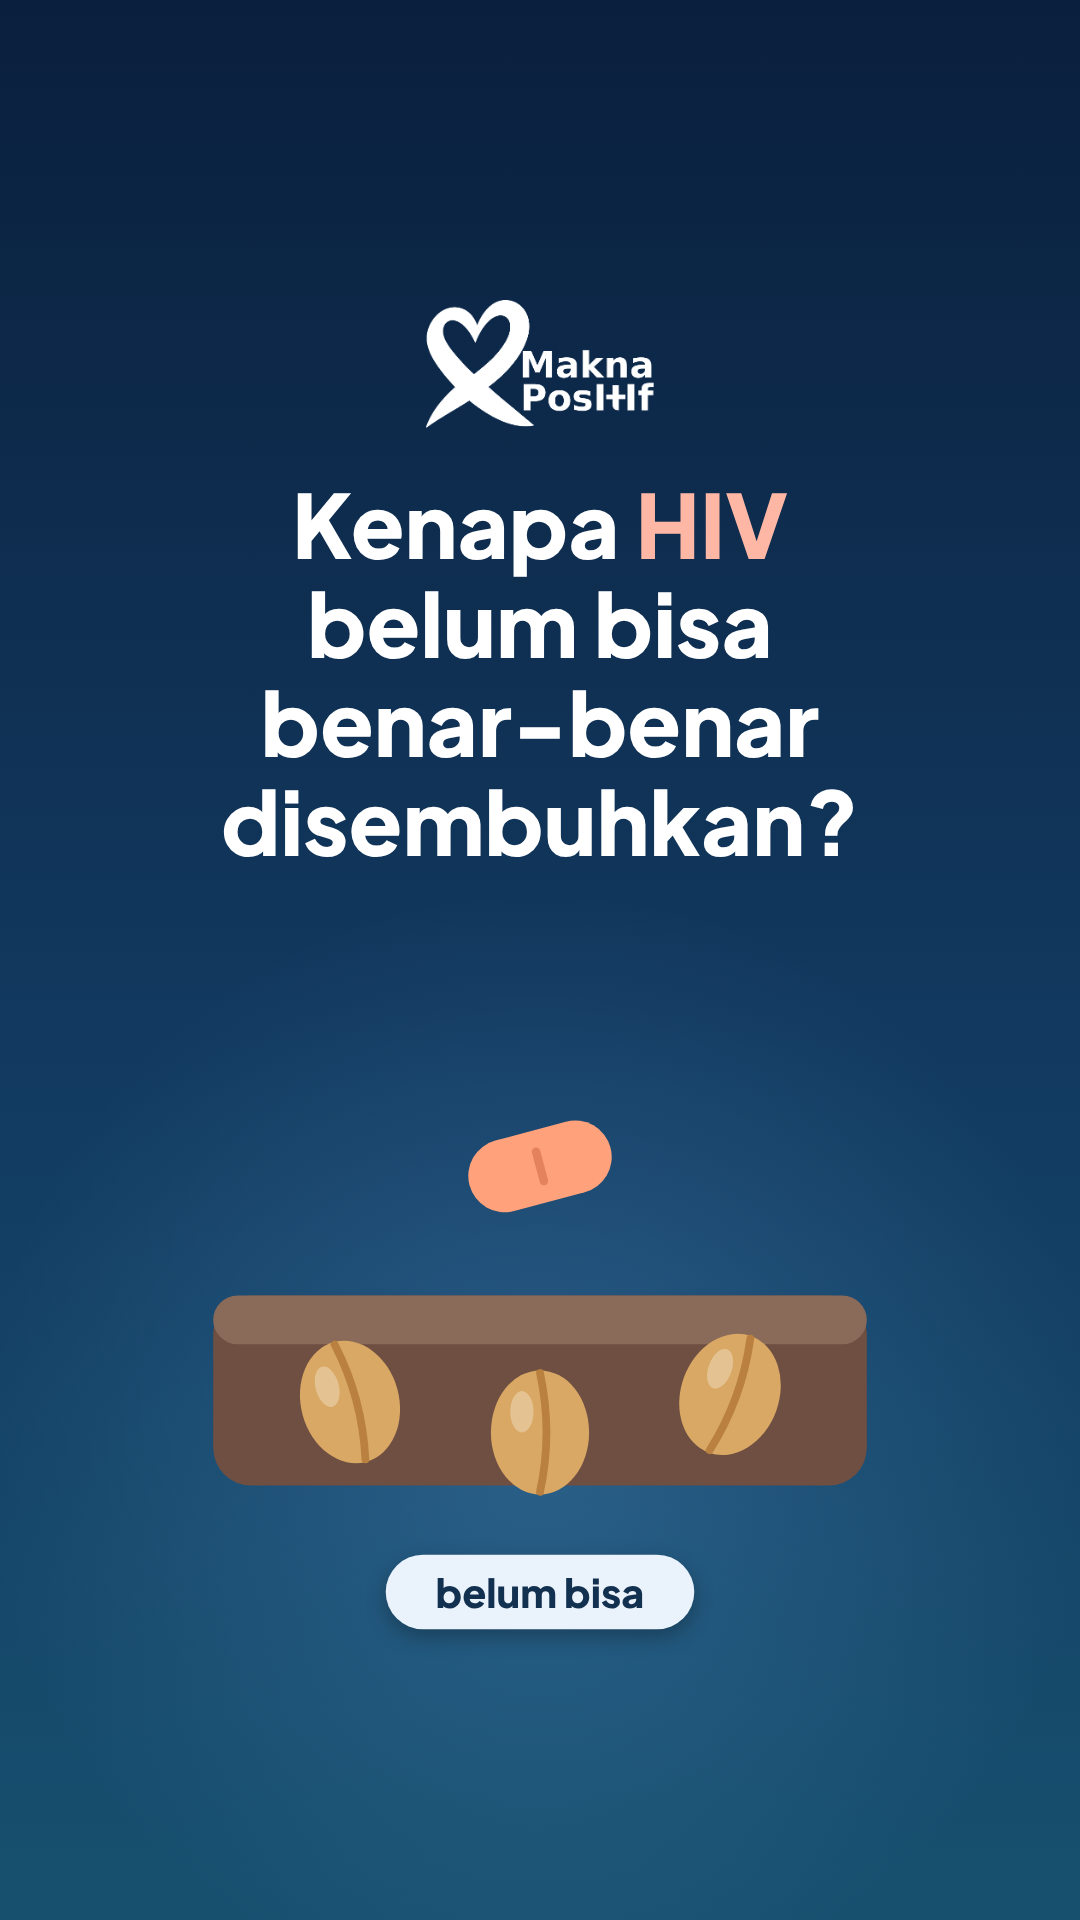 Makna
PosItIf
Kenapa HIV
belum bisa
benar-benar
disembuhkan?
belum bisa